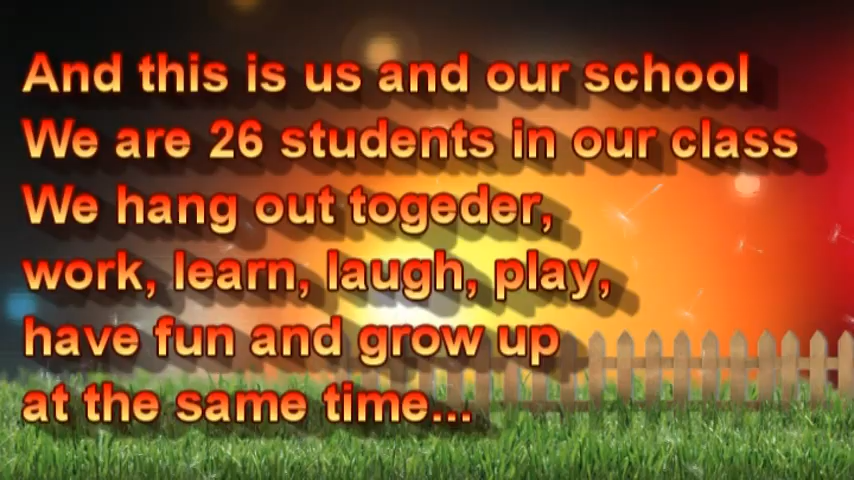 And this is us and our school
We are 26 students in our class
We hang out togeder,
work, learn, laugh, play,
have fun and grow up
at the same time...